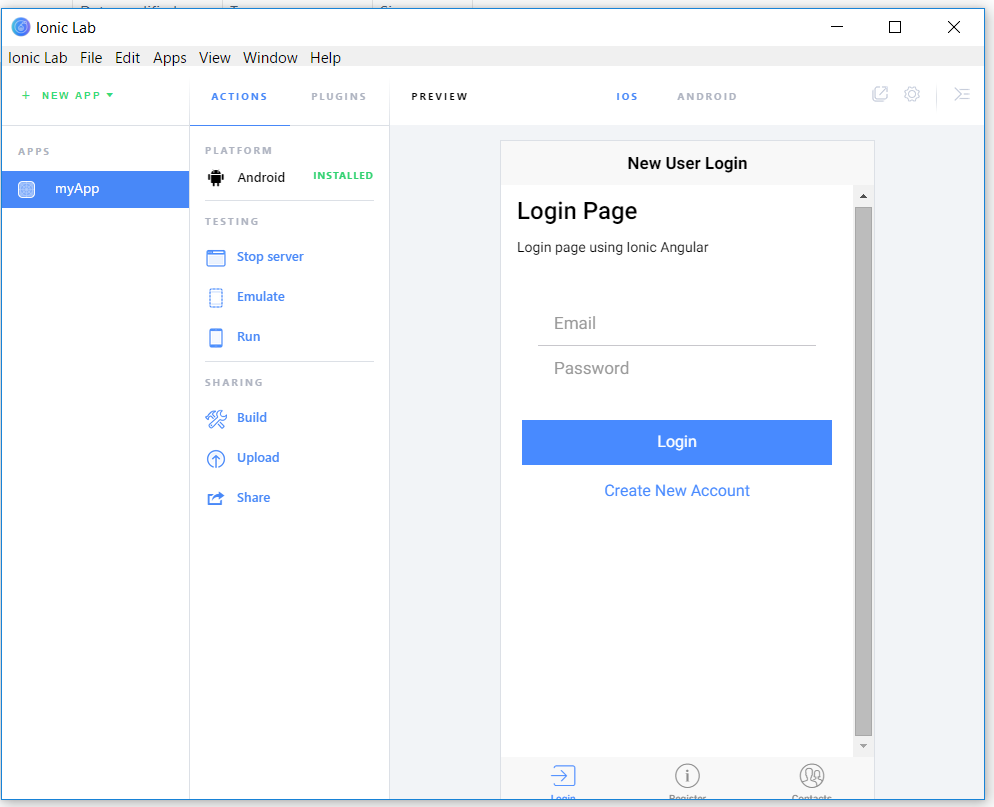 Ionic Lab
Ionic Lab File Edit Apps View Window Help
+ NEW APP
ACTIONS PLUGINS
PREVIEW IOS ANDROID
APPS
myApp
PLATFORM
Android INSTALLED
TESTING
Stop server
Emulate
Run
SHARING
Build
Upload
Share
New User Login
Login Page
Login page using Ionic Angular
Email
Password
Login
Create New Account
Login Register Contacts